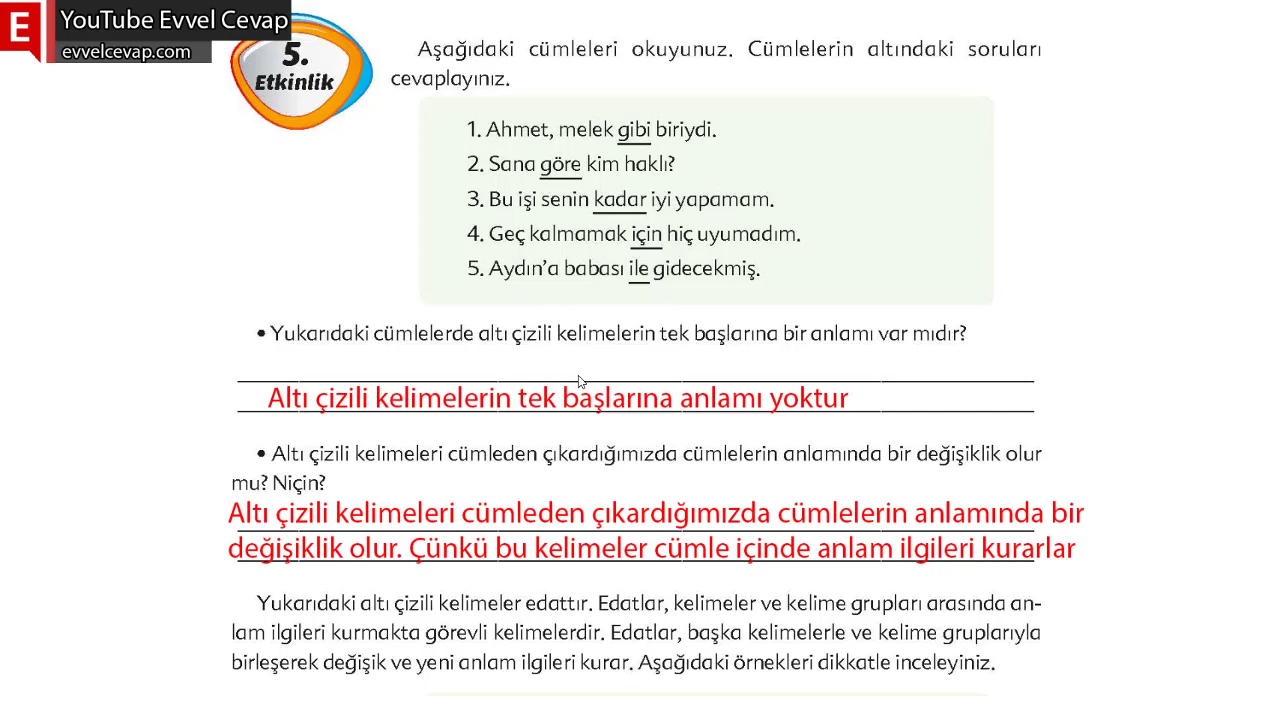 E
YouTube Evvel Cevap
evvelcevap.com
5.
Etkinlik
Aşağıdaki cümleleri okuyunuz. Cümlelerin altındaki soruları
cevaplayınız.
1. Ahmet, melek gibi biriydi.
2. Sana göre kim haklı?
3. Bu işi senin kadar iyi yapamam.
4. Geç kalmamak için hiç uyumadım.
5. Aydın’a babası ile gidecekmiş.
• Yukarıdaki cümlelerde altı çizili kelimelerin tek başlarına bir anlamı var mıdır?
Altı çizili kelimelerin tek başlarına anlamı yoktur
• Altı çizili kelimeleri cümleden çıkardığımızda cümlelerin anlamında bir değişiklik olur
mu? Niçin?
Altı çizili kelimeleri cümleden çıkardığımızda cümlelerin anlamında bir
değişiklik olur. Çünkü bu kelimeler cümle içinde anlam ilgileri kurarlar
Yukarıdaki altı çizili kelimeler edattır. Edatlar, kelimeler ve kelime grupları arasında an-
lam ilgileri kurmakta görevli kelimelerdir. Edatlar, başka kelimelerle ve kelime gruplarıyla
birleşerek değişik ve yeni anlam ilgileri kurar. Aşağıdaki örnekleri dikkatle inceleyiniz.